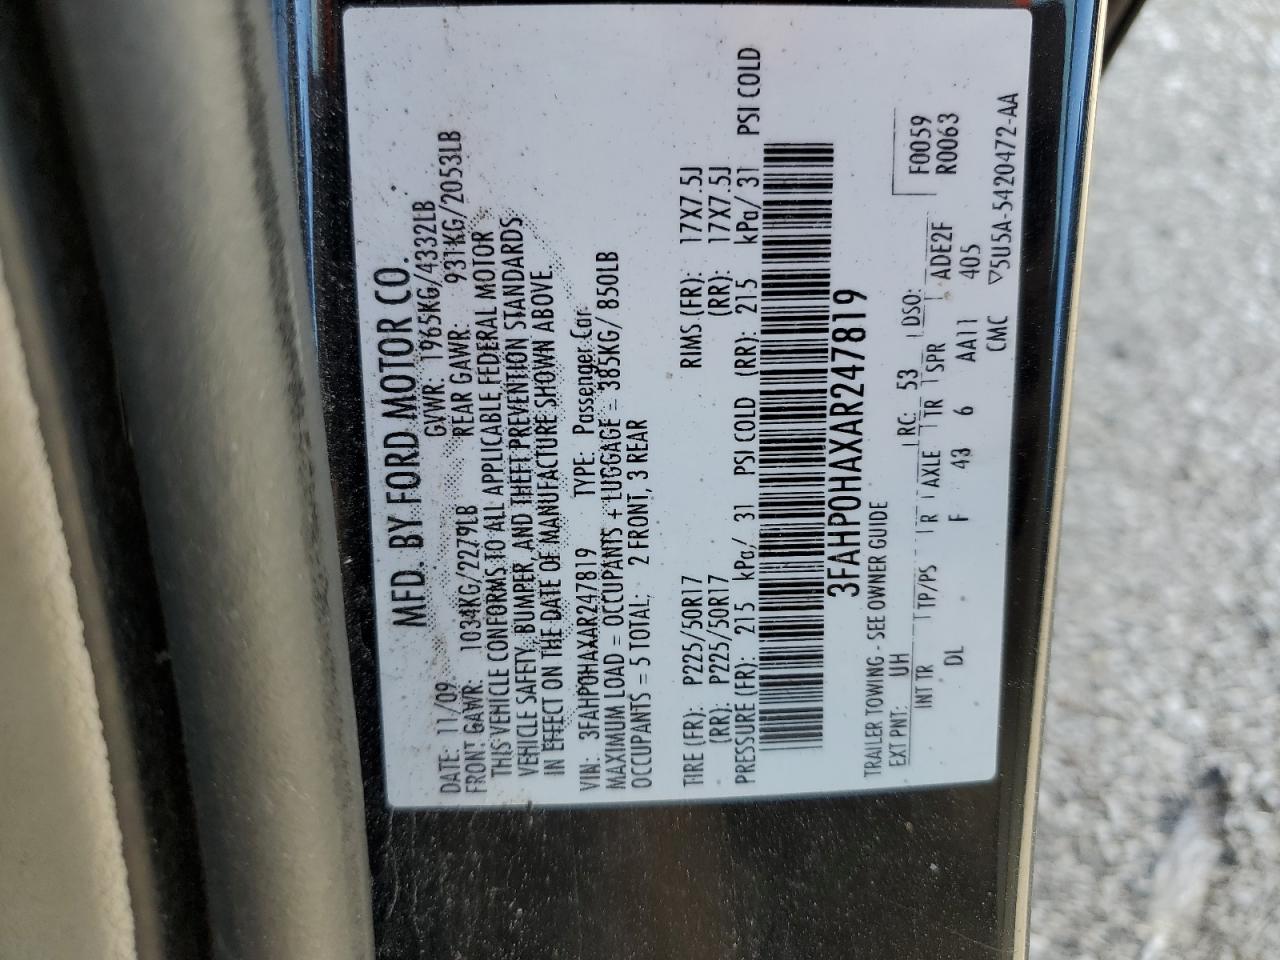 MFD. BY FORD MOTOR CO.
DATE: 11/09 GVWR: 1965KG/4332LB
FRONT GAWR: 1034KG/2279LB REAR GAWR: 931KG/2053LB
THIS VEHICLE CONFORMS TO ALL APPLICABLE FEDERAL MOTOR
VEHICLE SAFETY, BUMPER, AND THEFT PREVENTION STANDARDS
IN EFFECT ON THE DATE OF MANUFACTURE SHOWN ABOVE.
VIN: 3FAHP0HAXAR247819 TYPE: Passenger Car
MAXIMUM LOAD = OCCUPANTS + LUGGAGE = 385KG/ 850LB
OCCUPANTS = 5 TOTAL: 2 FRONT, 3 REAR
TIRE (FR): P225/50R17 RIMS (FR): 17X7.5J
(RR): P225/50R17 (RR): 17X7.5J
PRESSURE (FR): 215 kPa/ 31 PSI COLD (RR): 215 kPa/ 31 PSI COLD
3FAHP0HAXAR247819
TRAILER TOWING - SEE OWNER GUIDE
EXT PNT: UH RC: 53 DSO: F0059
INT TR TP/PS R AXLE TR SPR ADE2F R0063
DL F 43 6 AA11 405
CMC ▽5U5A-5420472-AA